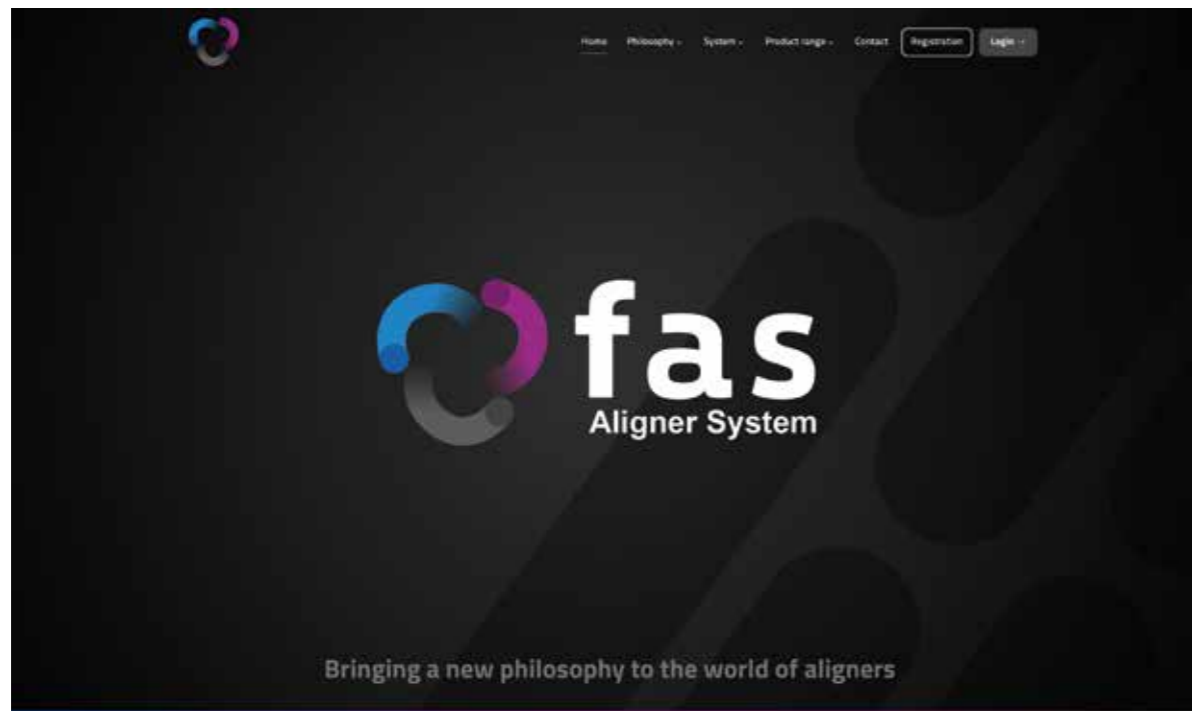 Home Philosophy System Product range Contact Registration Login
fas
Aligner System
Bringing a new philosophy to the world of aligners